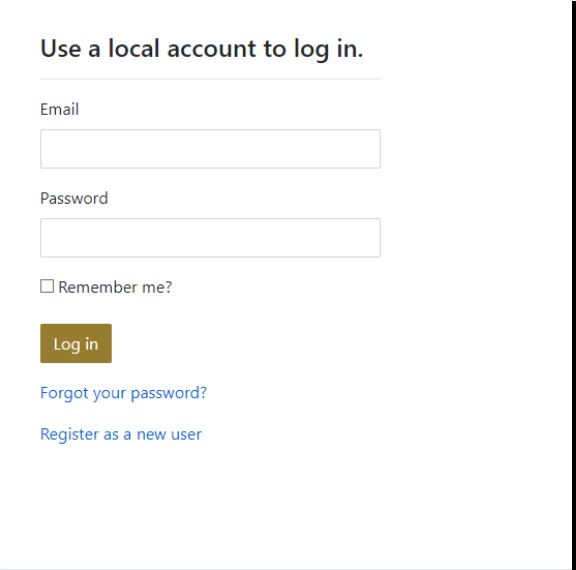 Use a local account to log in.
Email
Password
Remember me?
Log in
Forgot your password?
Register as a new user